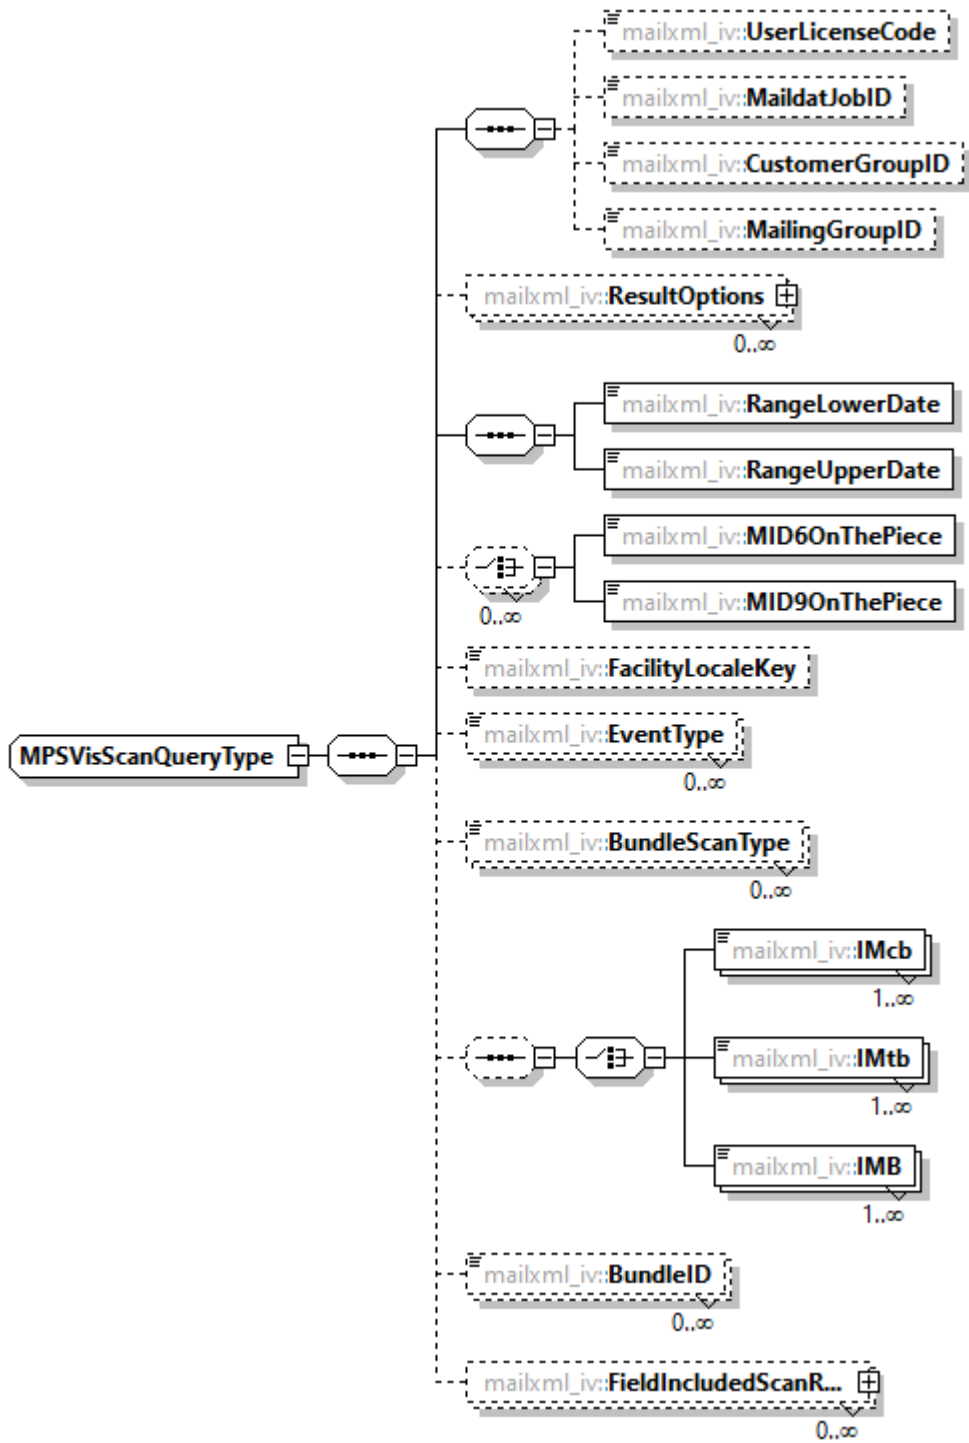 mailxml_iv::UserLicenseCode
mailxml_iv::MaildatJobID
mailxml_iv::CustomerGroupID
mailxml_iv::MailingGroupID
mailxml_iv::ResultOptions
0..∞
mailxml_iv::RangeLowerDate
mailxml_iv::RangeUpperDate
mailxml_iv::MID6OnThePiece
mailxml_iv::MID9OnThePiece
0..∞
mailxml_iv::FacilityLocaleKey
mailxml_iv::EventType
MPSVisScanQueryType
0..∞
mailxml_iv::BundleScanType
0..∞
mailxml_iv::IMcb
1..∞
mailxml_iv::IMtb
1..∞
mailxml_iv::IMB
1..∞
mailxml_iv::BundleID
0..∞
mailxml_iv::FieldIncludedScanR...
0..∞